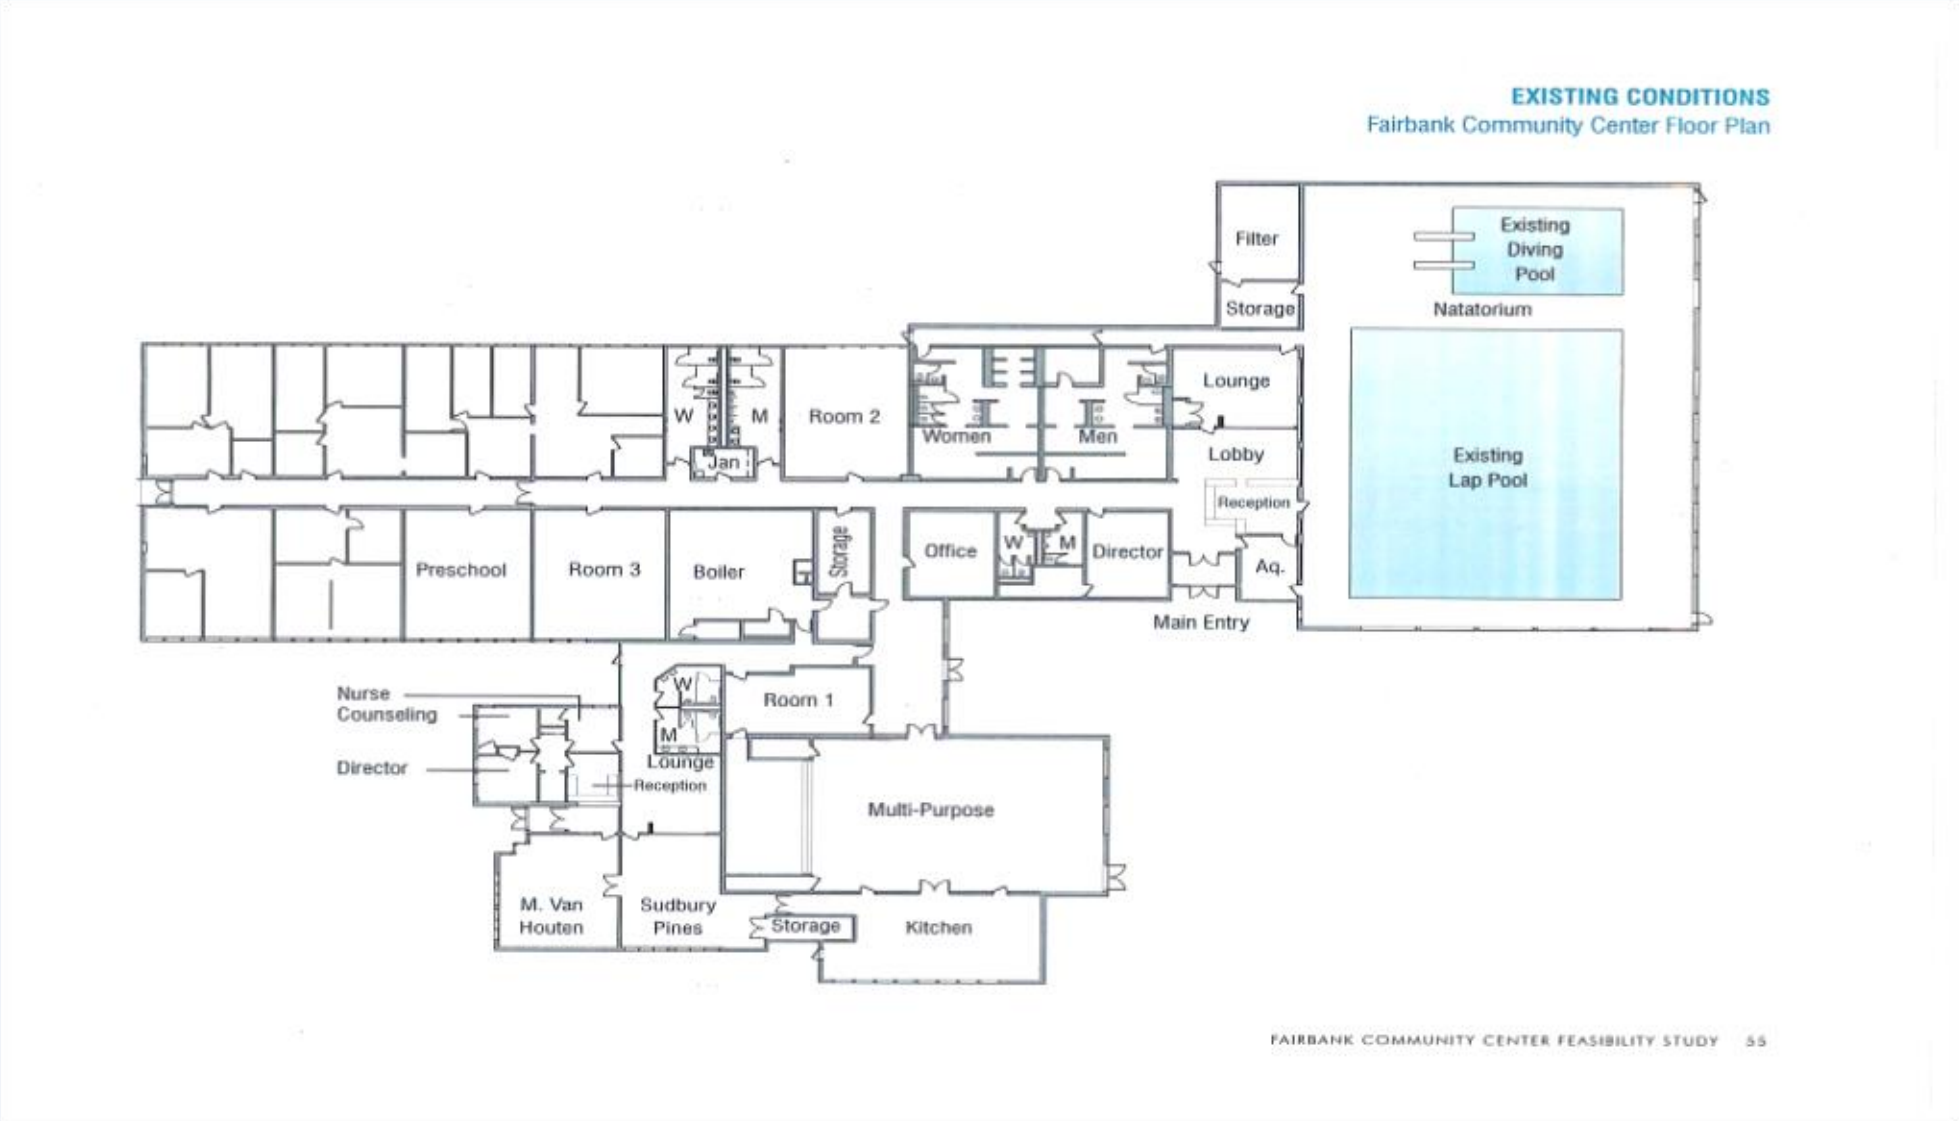 EXISTING CONDITIONS
Fairbank Community Center Floor Plan
Filter
Existing
Diving
Pool
Storage
Natatorium
Lounge
W
M
Room 2
Women
Men
Jan
Lobby
Existing
Lap Pool
Reception
Storage
Office
W
M
Director
Aq.
Preschool
Room 3
Boiler
Main Entry
Nurse
Counseling
W
Room 1
M
Director
Lounge
Reception
Multi-Purpose
M. Van
Houten
Sudbury
Pines
Storage
Kitchen
FAIRBANK COMMUNITY CENTER FEASIBILITY STUDY 55